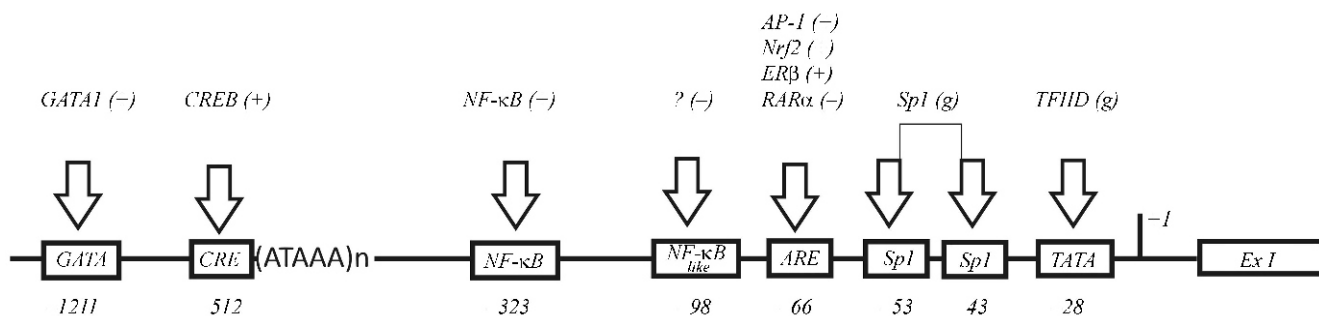 AP-1 (−)
Nrf2 ( )
ERβ (+)
GATA1 (−) CREB (+) NF-κB (−) ? (−) RARα (−) Sp1 (g) TFIID (g)
−1
GATA CRE (ATAAA)n NF-κB NF-κB like ARE Sp1 Sp1 TATA Ex I
1211 512 323 98 66 53 43 28